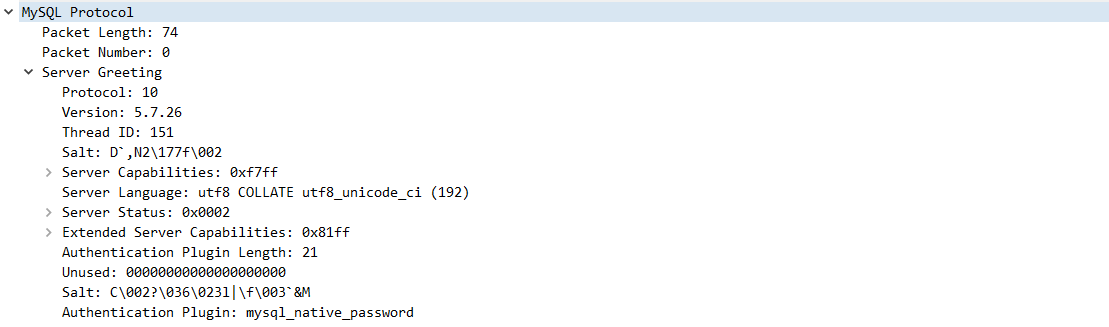 MySQL Protocol
Packet Length: 74
Packet Number: 0
Server Greeting
Protocol: 10
Version: 5.7.26
Thread ID: 151
Salt: D`,N2\177f\002
Server Capabilities: 0xf7ff
Server Language: utf8 COLLATE utf8_unicode_ci (192)
Server Status: 0x0002
Extended Server Capabilities: 0x81ff
Authentication Plugin Length: 21
Unused: 00000000000000000000
Salt: C\002?\036\023l|\f\003`&M
Authentication Plugin: mysql_native_password